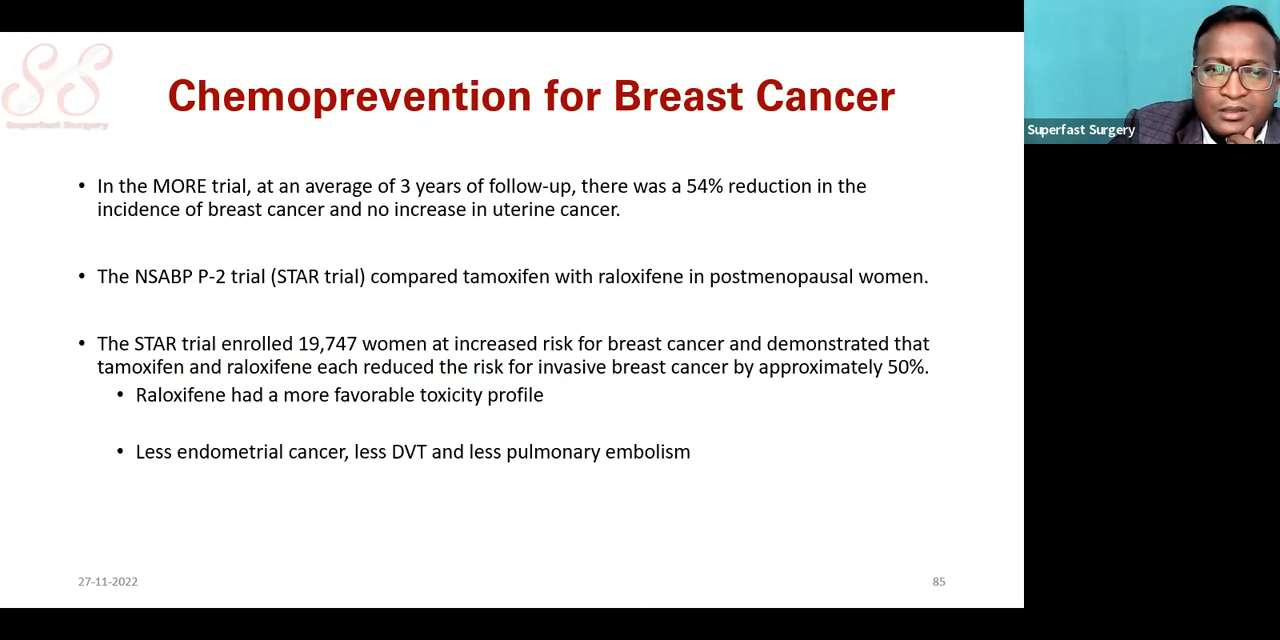 SS
Superfast Surgery
Chemoprevention for Breast Cancer
• In the MORE trial, at an average of 3 years of follow-up, there was a 54% reduction in the
incidence of breast cancer and no increase in uterine cancer.
• The NSABP P-2 trial (STAR trial) compared tamoxifen with raloxifene in postmenopausal women.
• The STAR trial enrolled 19,747 women at increased risk for breast cancer and demonstrated that
tamoxifen and raloxifene each reduced the risk for invasive breast cancer by approximately 50%.
• Raloxifene had a more favorable toxicity profile
• Less endometrial cancer, less DVT and less pulmonary embolism
27-11-2022
85
Superfast Surgery